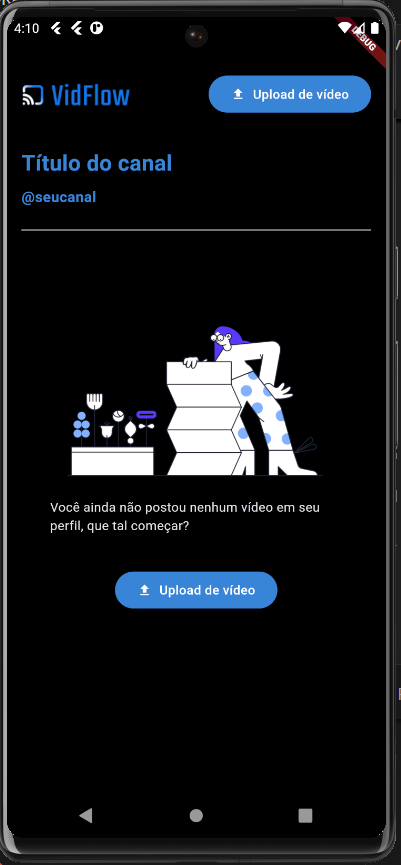 4:10
DEBUG
VidFlow
Upload de vídeo
Título do canal
@seucanal
Você ainda não postou nenhum vídeo em seu
perfil, que tal começar?
Upload de vídeo